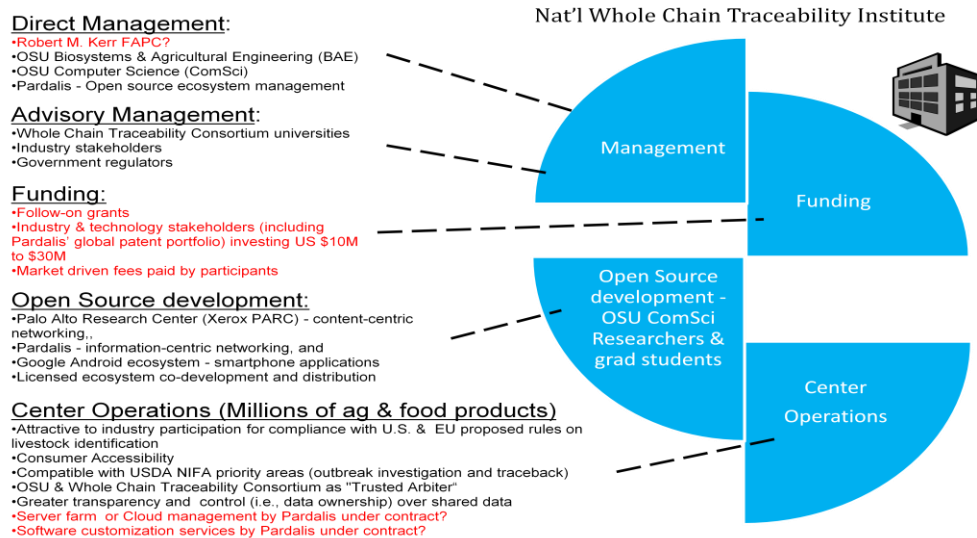 Nat'l Whole Chain Traceability Institute
Direct Management:
•Robert M. Kerr FAPC?
•OSU Biosystems & Agricultural Engineering (BAE)
•OSU Computer Science (ComSci)
•Pardalis - Open source ecosystem management
Advisory Management:
•Whole Chain Traceability Consortium universities
•Industry stakeholders
•Government regulators
Funding:
•Follow-on grants
•Industry & technology stakeholders (including
Pardalis' global patent portfolio) investing US $10M
to $30M
•Market driven fees paid by participants
Open Source development:
•Palo Alto Research Center (Xerox PARC) - content-centric
networking,,
•Pardalis - information-centric networking, and
•Google Android ecosystem - smartphone applications
•Licensed ecosystem co-development and distribution
Center Operations (Millions of ag & food products)
•Attractive to industry participation for compliance with U.S. & EU proposed rules on
livestock identification
•Consumer Accessibility
•Compatible with USDA NIFA priority areas (outbreak investigation and traceback)
•OSU & Whole Chain Traceability Consortium as "Trusted Arbiter"
•Greater transparency and control (i.e., data ownership) over shared data
•Server farm or Cloud management by Pardalis under contract?
•Software customization services by Pardalis under contract?
Management
Funding
Open Source
development -
OSU ComSci
Researchers &
grad students
Center
Operations